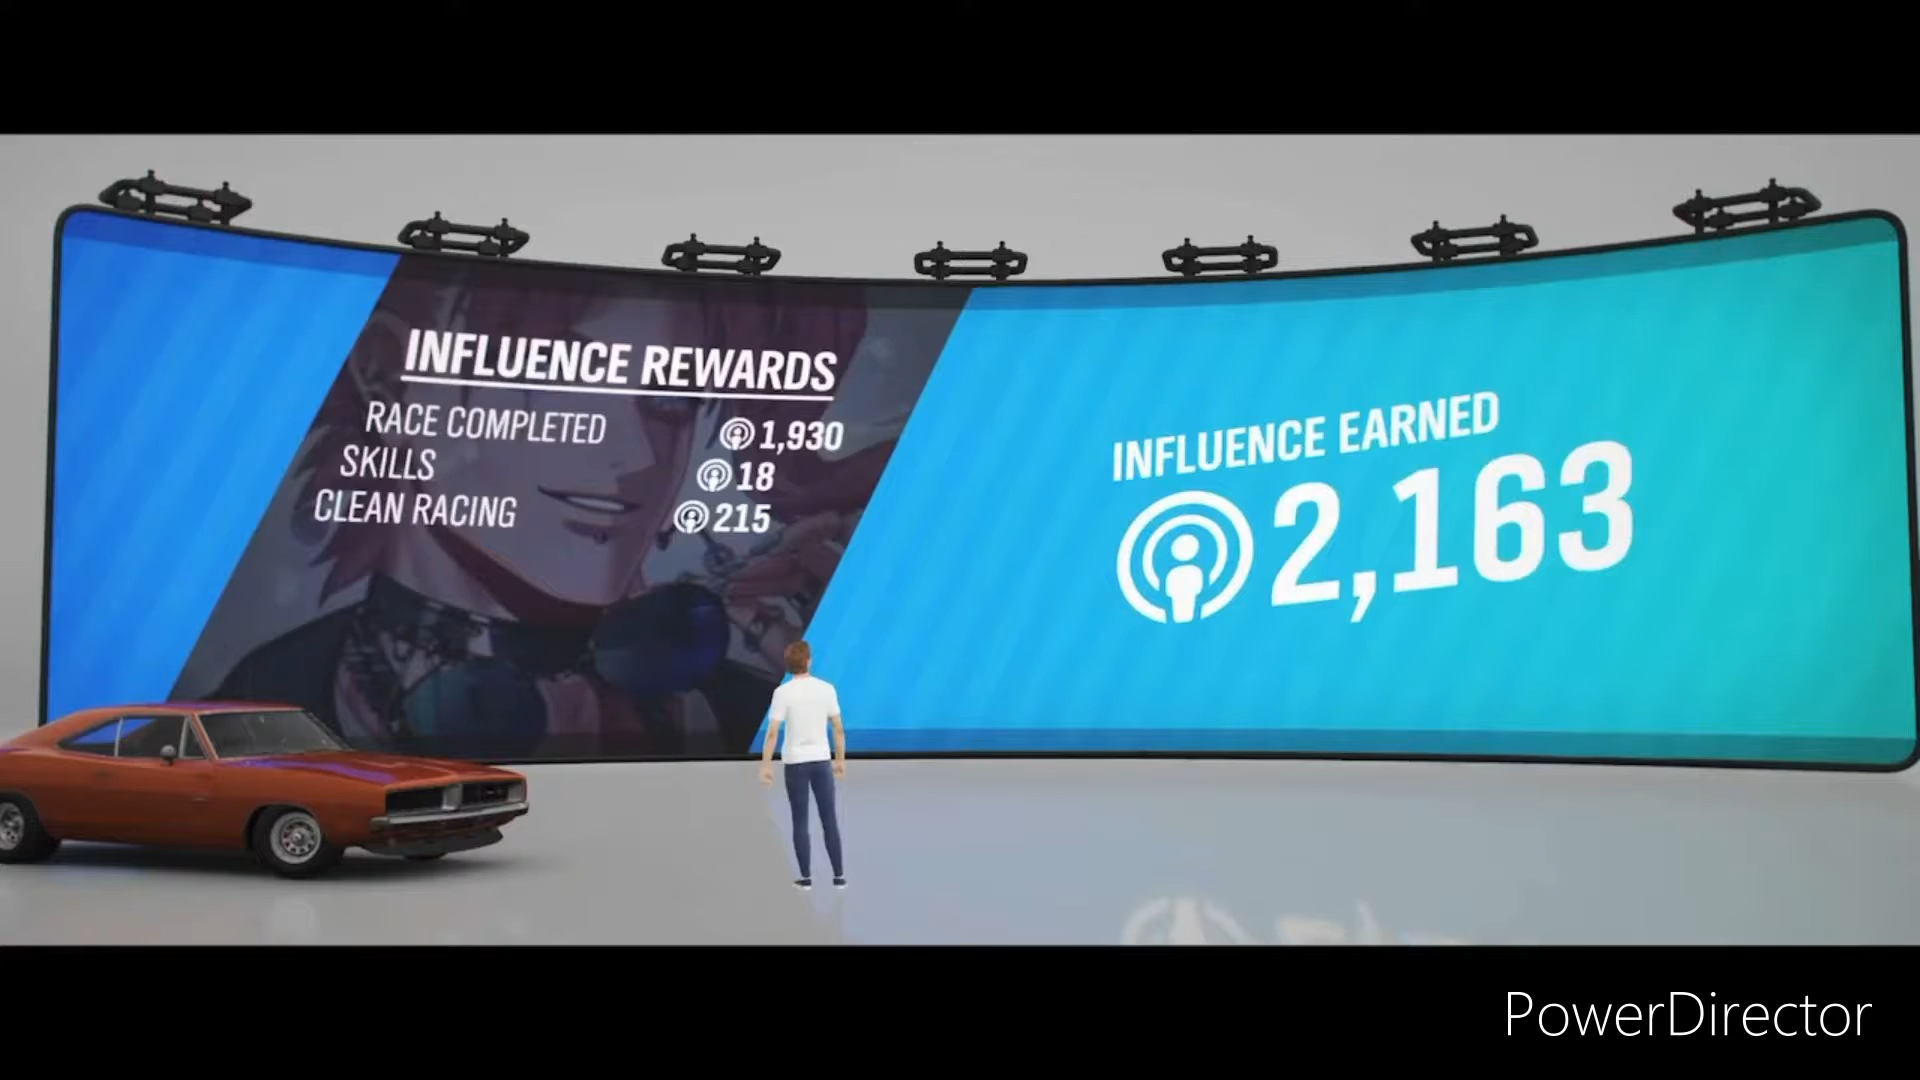 INFLUENCE REWARDS
RACE COMPLETED 1,930
SKILLS 18
CLEAN RACING 215
INFLUENCE EARNED
2,163
PowerDirector